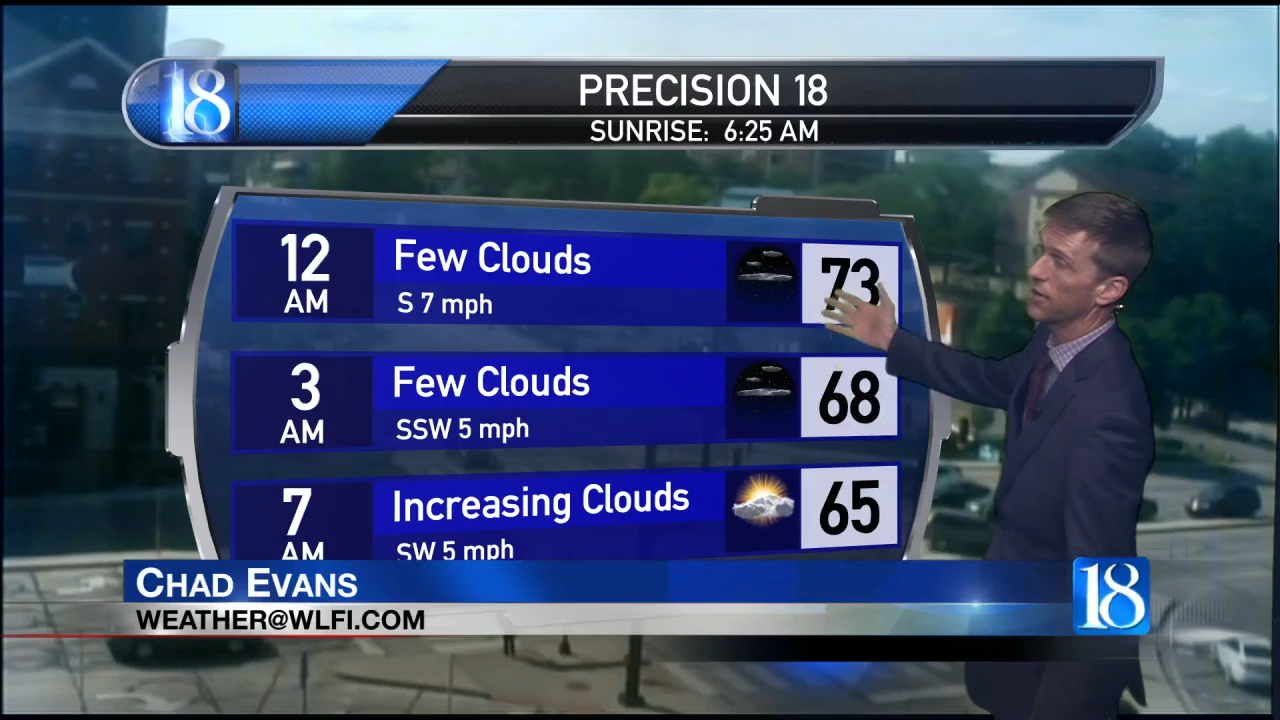 18
PRECISION 18
SUNRISE: 6:25 AM
12
AM
Few Clouds
S 7 mph
73
3
AM
Few Clouds
SSW 5 mph
68
7
AM
Increasing Clouds
SW 5 mph
65
CHAD EVANS
WEATHER@WLFI.COM
18